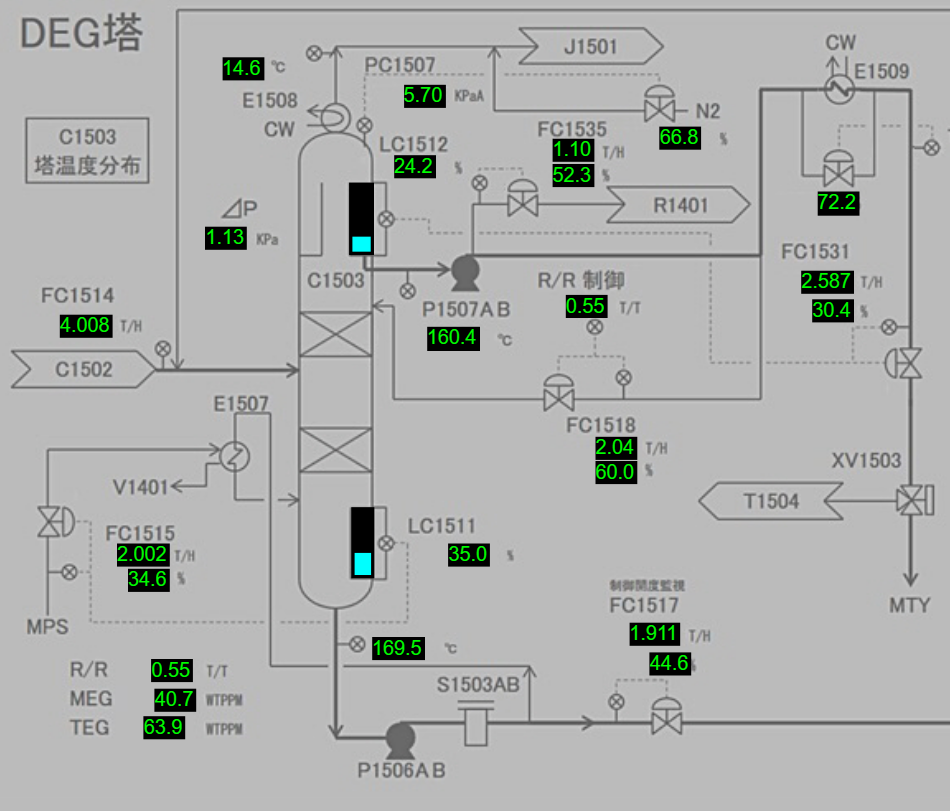 DEG塔
14.6 ℃
PC1507
5.70 KPaA
J1501
CW
E1509
E1508
CW
N2
66.8 %
C1503
塔温度分布
LC1512
24.2 %
FC1535
1.10 T/H
52.3 %
72.2
⊿P
1.13 KPa
R1401
FC1531
2.587 T/H
30.4 %
C1503
P1507AB
160.4 ℃
R/R 制御
0.55 T/T
FC1514
4.008 T/H
C1502
E1507
V1401
FC1518
2.04 T/H
60.0 %
XV1503
T1504
FC1515
2.002 T/H
34.6 %
LC1511
35.0 %
MPS
制御開度監視
FC1517
1.911 T/H
44.6 %
MTY
169.5 ℃
R/R 0.55 T/T
MEG 40.7 WTPPM
TEG 63.9 WTPPM
S1503AB
P1506AB